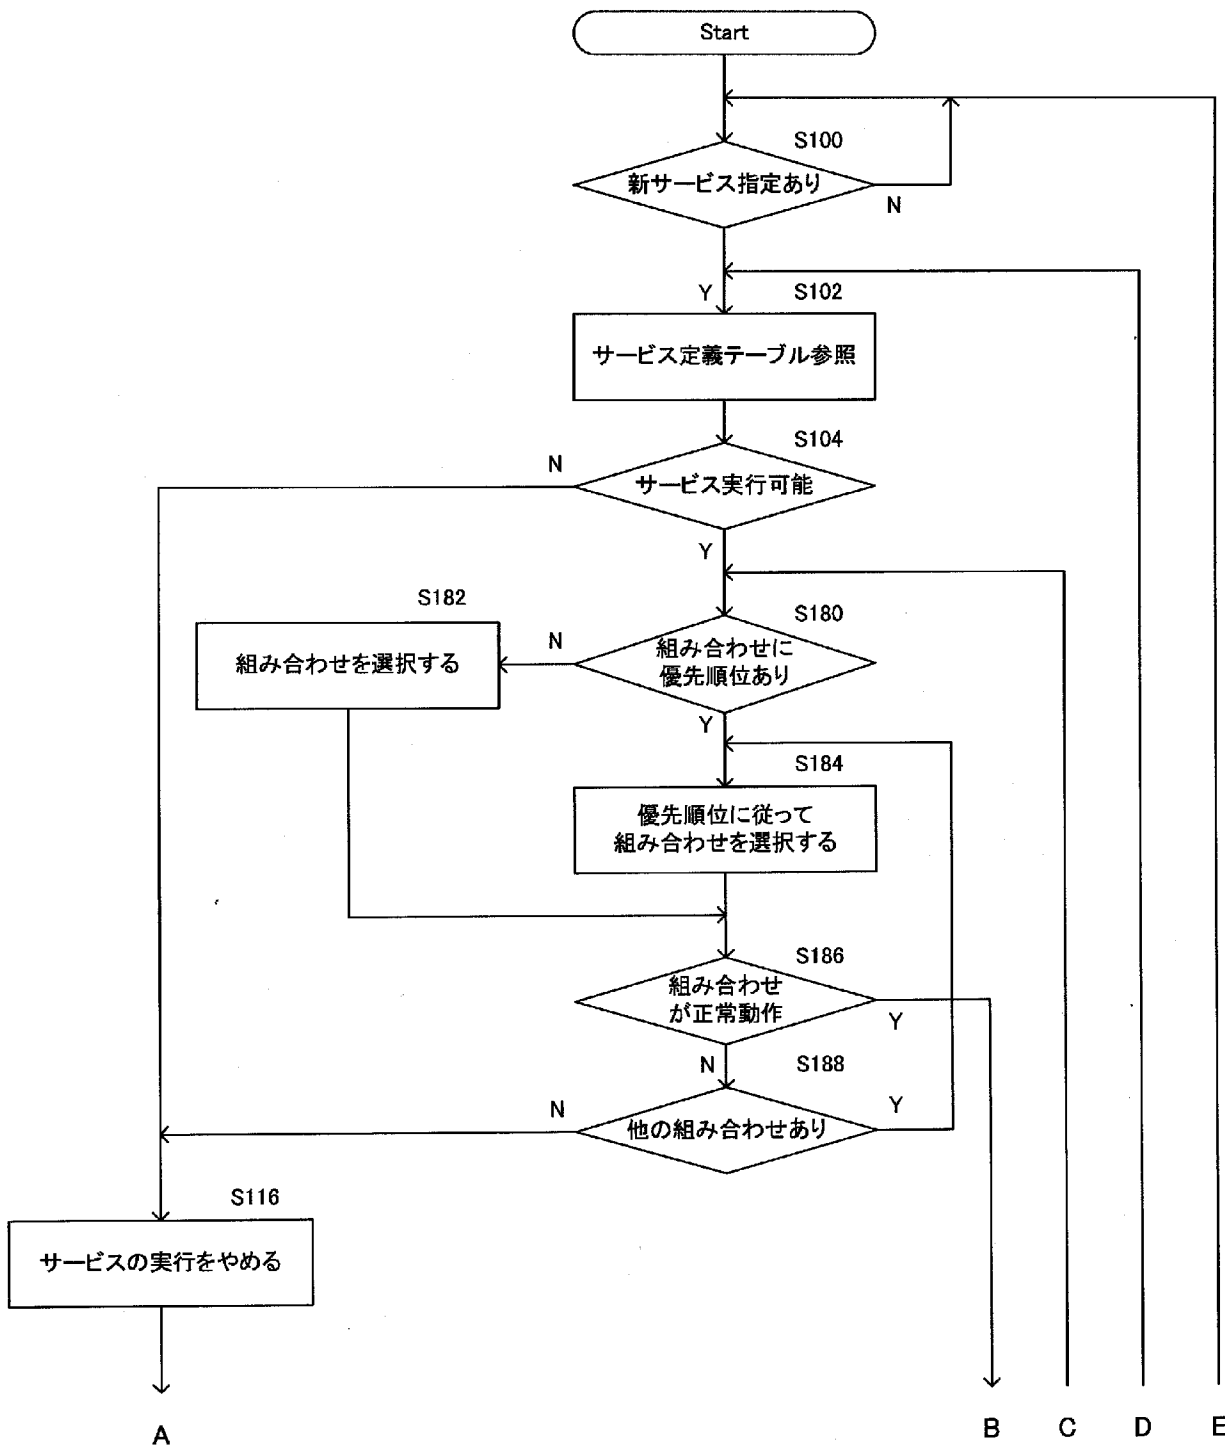 Start
S100
新サービス指定あり
N
Y
S102
サービス定義テーブル参照
S104
N
サービス実行可能
Y
S182
S180
N
組み合わせを選択する
組み合わせに
優先順位あり
Y
S184
優先順位に従って
組み合わせを選択する
S186
組み合わせ
が正常動作
Y
N
S188
N
Y
他の組み合わせあり
S116
サービスの実行をやめる
A
B
C
D
E